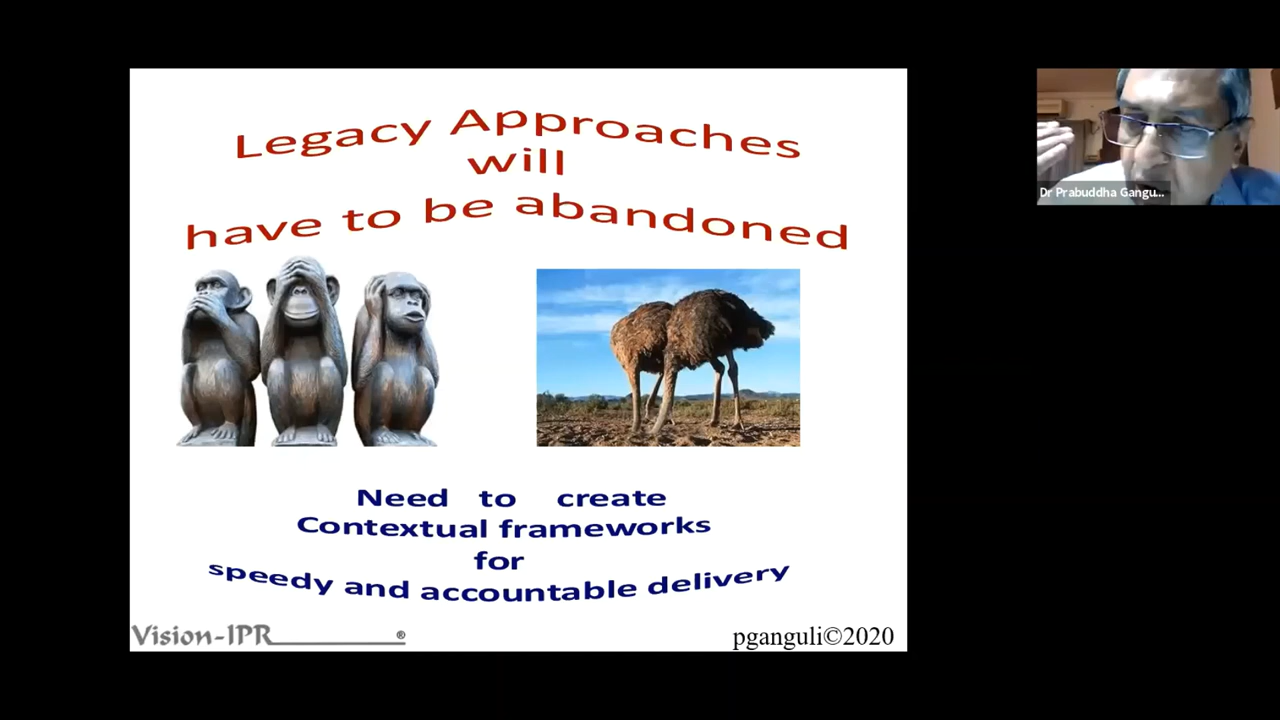 Legacy Approaches
will
have to be abandoned
Dr Prabuddha Gangu...
Need to create
Contextual frameworks
for
speedy and accountable delivery
Vision-IPR ®
pganguli©2020